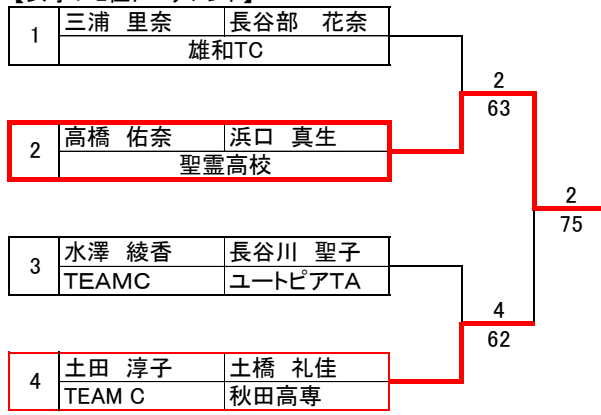 1 三浦 里奈 長谷部 花奈
雄和TC
2
63
2 高橋 佑奈 浜口 真生
聖霊高校
2
75
3 水澤 綾香 長谷川 聖子
TEAMC ユートピアTA
4
62
4 土田 淳子 土橋 礼佳
TEAM C 秋田高専